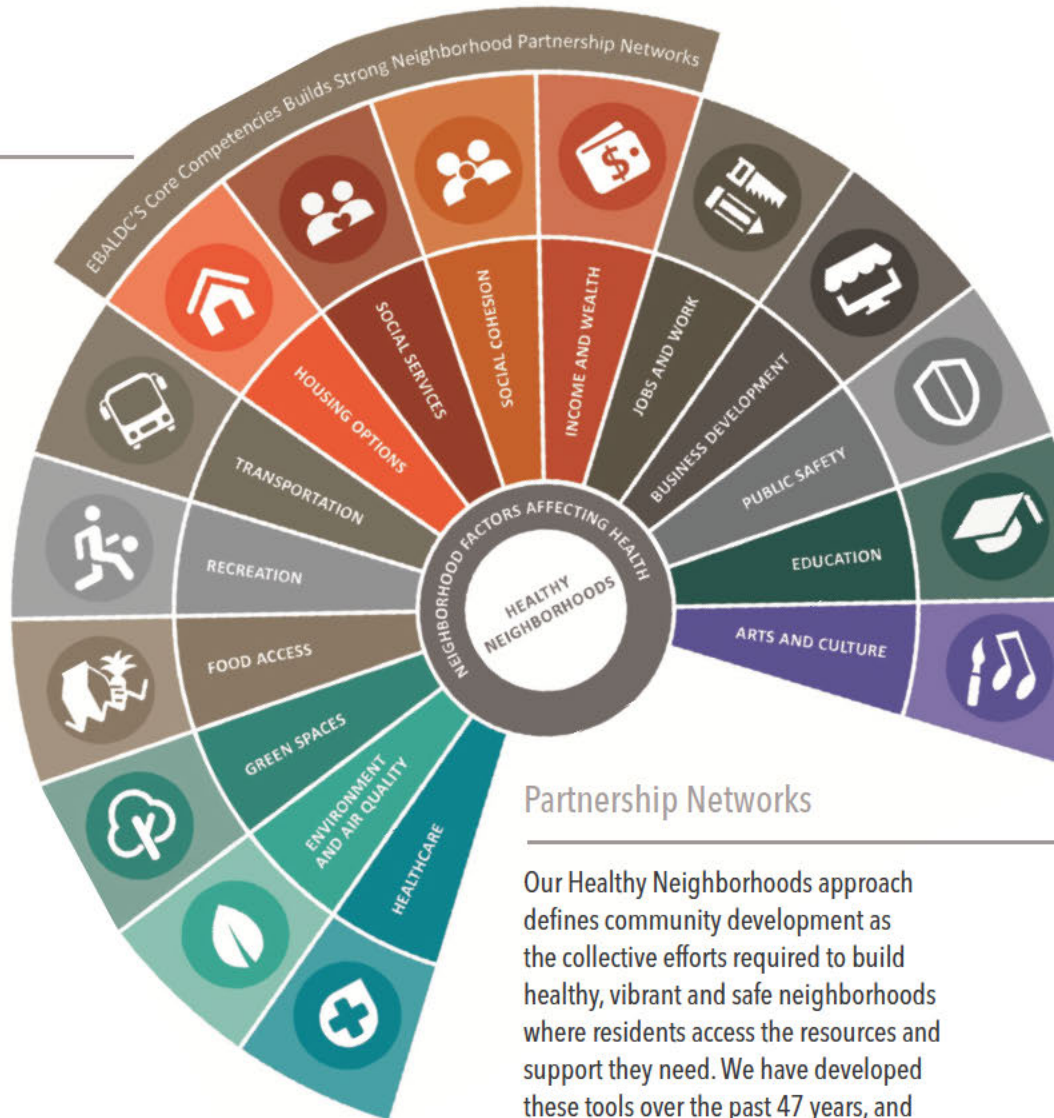 EBALDC'S Core Competencies Builds Strong Neighborhood Partnership Networks
HEALTHCARE
ENVIRONMENT
AND AIR QUALITY
GREEN SPACES
FOOD ACCESS
RECREATION
TRANSPORTATION
HOUSING OPTIONS
SOCIAL SERVICES
SOCIAL COHESION
INCOME AND WEALTH
$
JOBS AND WORK
BUSINESS DEVELOPMENT
PUBLIC SAFETY
EDUCATION
ARTS AND CULTURE
NEIGHBORHOOD FACTORS AFFECTING HEALTH
HEALTHY
NEIGHBORHOODS
Partnership Networks
Our Healthy Neighborhoods approach
defines community development as
the collective efforts required to build
healthy, vibrant and safe neighborhoods
where residents access the resources and
support they need. We have developed
these tools over the past 47 years, and